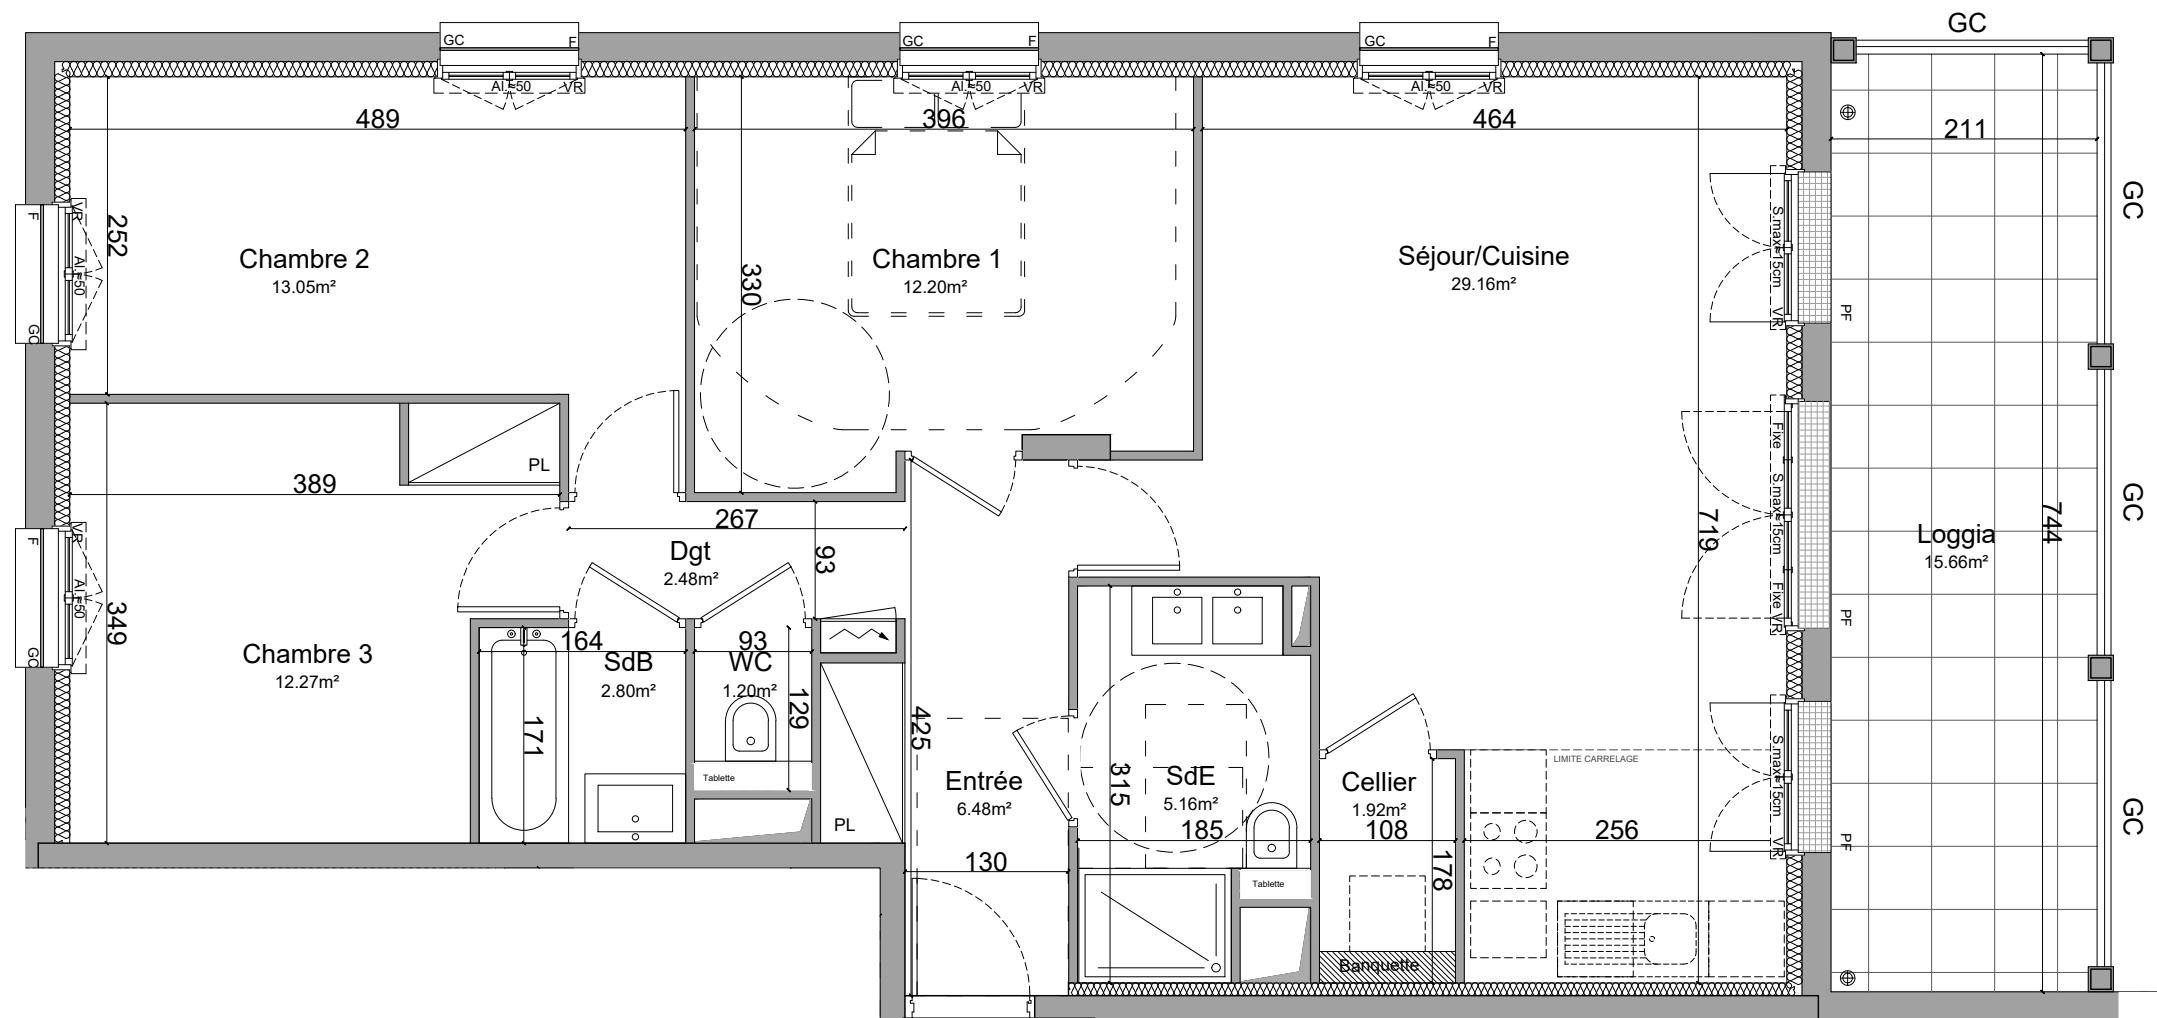 GC
GC F
GC F
GC F
Al.=50 VR
Al.=50 VR
Al.=50 VR
489
396
464
211
GC
F
GC
VR
Al.=50
252
Chambre 2
13.05m²
330
Chambre 1
12.20m²
Séjour/Cuisine
29.16m²
S.max=15cm
VR
PF
PL
389
267
93
Dgt
2.48m²
719
Fixe
S.max=15cm
Fixe VR
PF
Loggia
15.66m²
744
GC
F
GC
VR
Al.=50
349
Chambre 3
12.27m²
164
SdB
2.80m²
171
93
WC
1.20m²
129
Tablette
PL
425
Entrée
6.48m²
130
315
SdE
5.16m²
185
Tablette
Cellier
1.92m²
108
178
Banquette
LIMITE CARRELAGE
256
S.max=15cm
VR
PF
GC